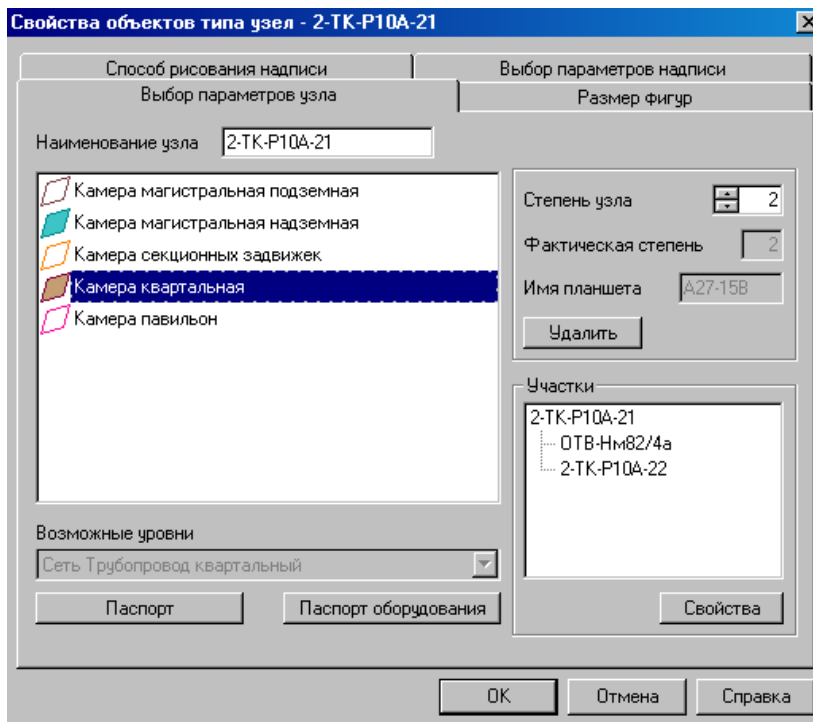 Свойства объектов типа узел - 2-ТК-Р10А-21
Способ рисования надписи
Выбор параметров надписи
Выбор параметров узла
Размер фигур
Наименование узла 2-ТК-Р10А-21
Камера магистральная подземная
Камера магистральная надземная
Камера секционных задвижек
Камера квартальная
Камера павильон
Степень узла 2
Фактическая степень 2
Имя планшета А27-15В
Удалить
Участки
2-ТК-Р10А-21
ОТВ-Нм82/4а
2-ТК-Р10А-22
Возможные уровни
Сеть Трубопровод квартальный
Паспорт
Паспорт оборудования
Свойства
OK
Отмена
Справка